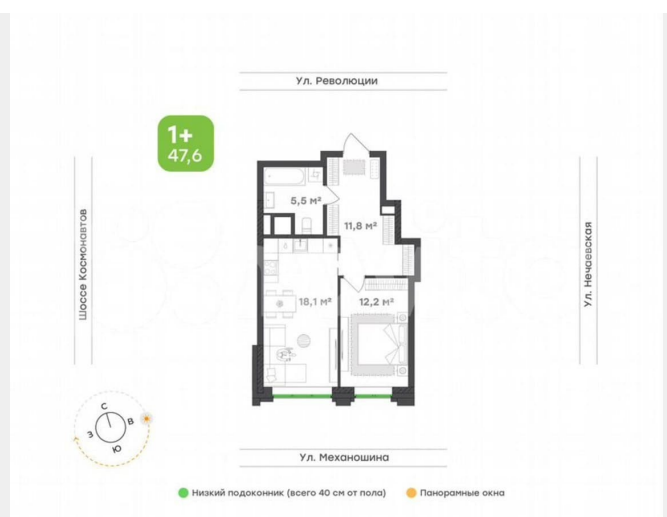 Ул. Революции
1+
47,6
Шоссе Космонавтов
Ул. Нечаевская
5,5 м²
11,8 м²
18,1 м²
12,2 м²
С
В
З
Ю
Ул. Механошина
Низкий подоконник (всего 40 см от пола)
Панорамные окна